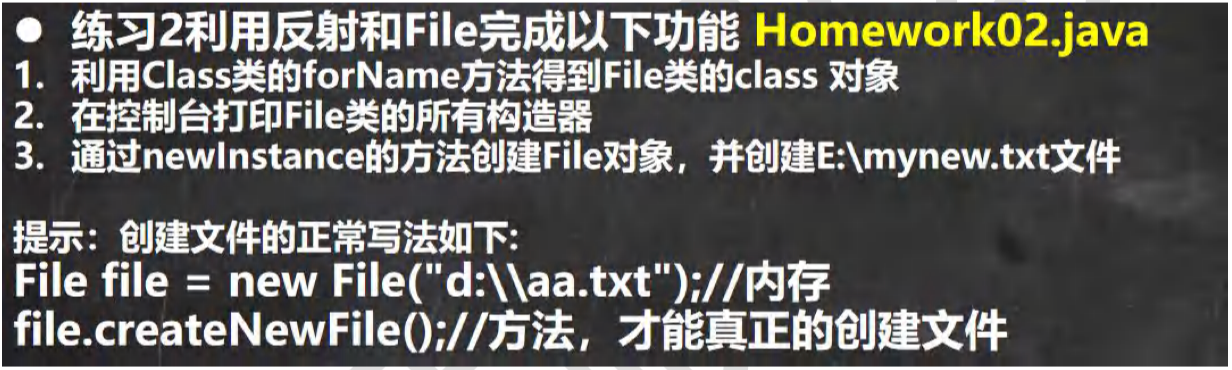 ● 练习2利用反射和File完成以下功能 Homework02.java
1. 利用Class类的forName方法得到File类的class 对象
2. 在控制台打印File类的所有构造器
3. 通过newInstance的方法创建File对象，并创建E:\mynew.txt文件
提示：创建文件的正常写法如下:
File file = new File("d:\\aa.txt");//内存
file.createNewFile();//方法，才能真正的创建文件